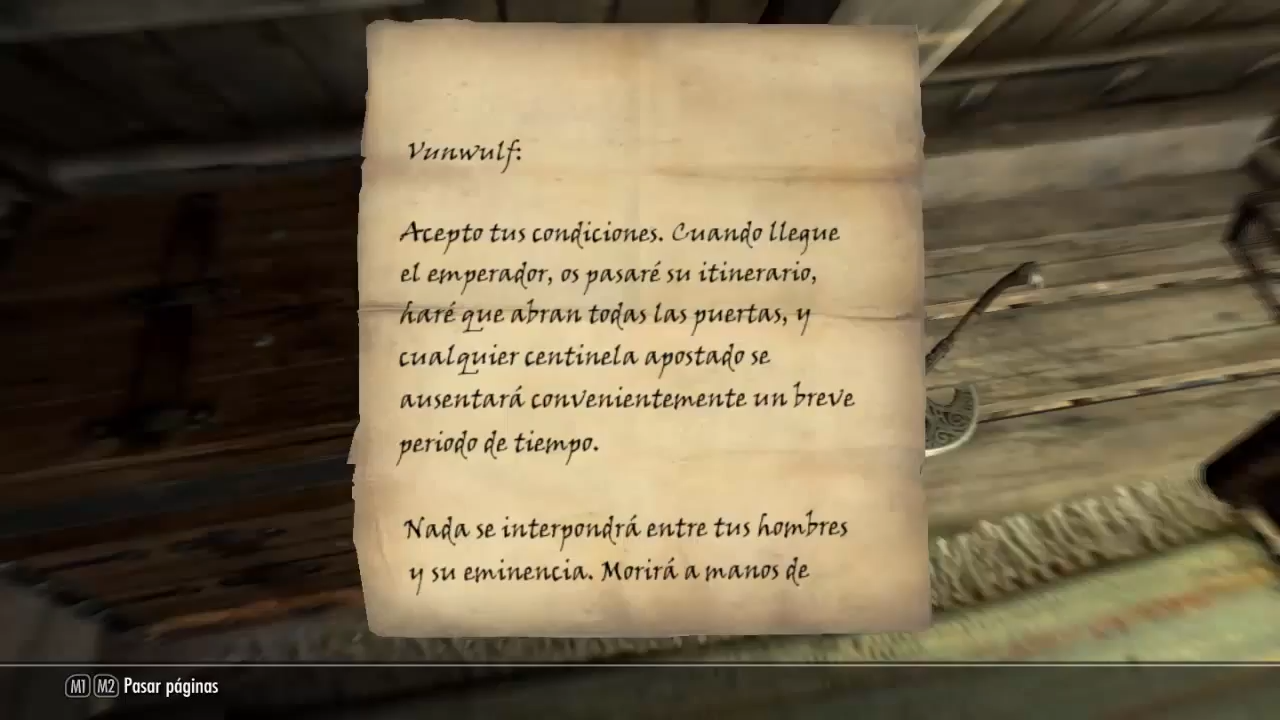 Vunwulf:
Acepto tus condiciones. Cuando llegue
el emperador, os pasaré su itinerario,
haré que abran todas las puertas, y
cualquier centinela apostado se
ausentará convenientemente un breve
periodo de tiempo.
Nada se interpondrá entre tus hombres
y su eminencia. Morirá a manos de
M1 M2 Pasar páginas